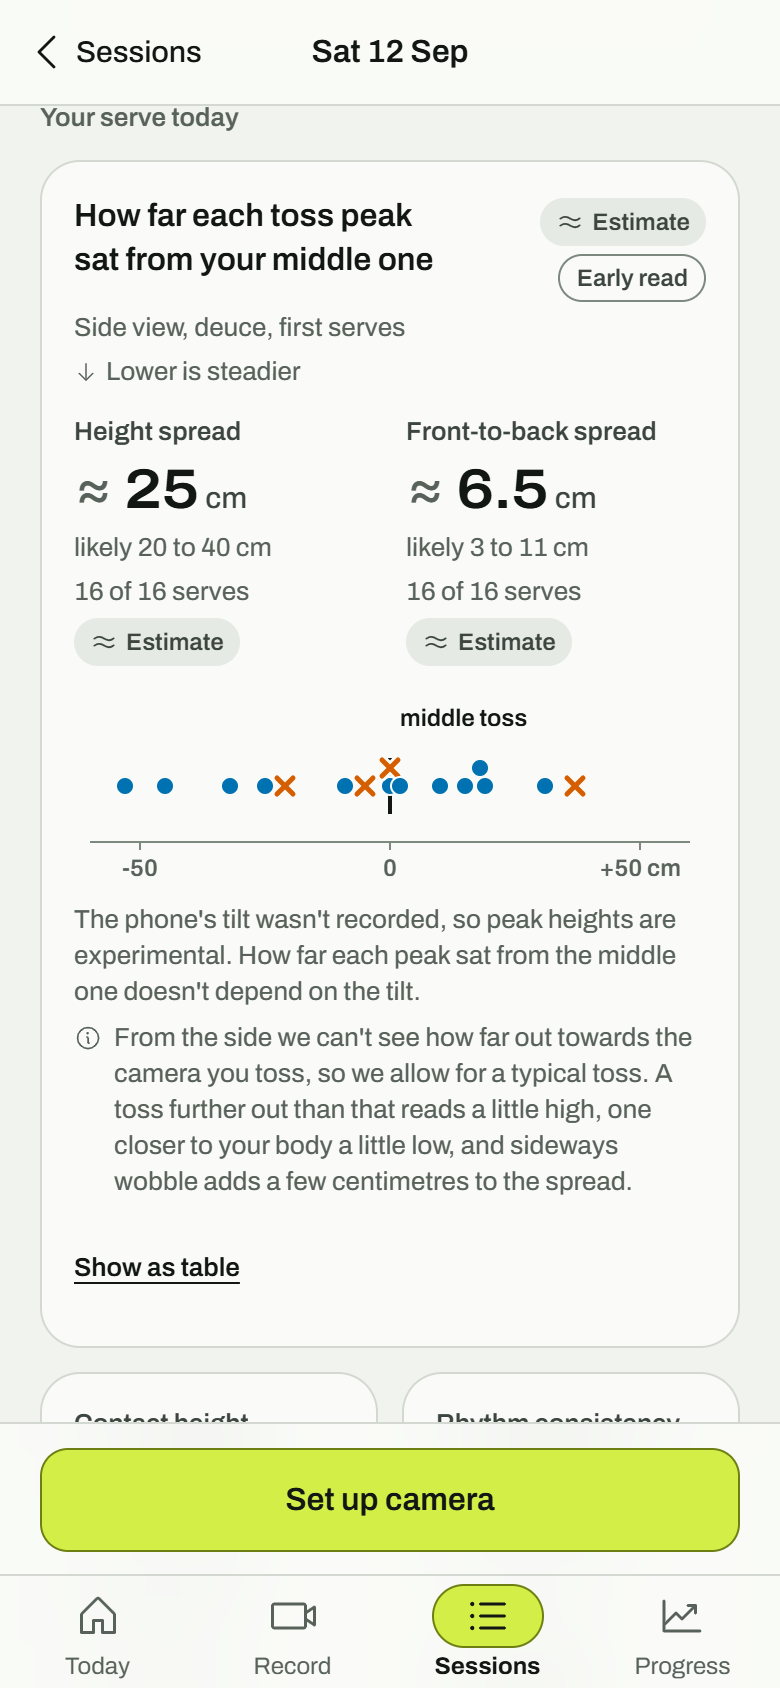 Sessions
Sat 12 Sep
Your serve today
How far each toss peak
sat from your middle one
≈ Estimate
Early read
Side view, deuce, first serves
↓ Lower is steadier
Height spread
≈ 25 cm
likely 20 to 40 cm
16 of 16 serves
≈ Estimate
Front-to-back spread
≈ 6.5 cm
likely 3 to 11 cm
16 of 16 serves
≈ Estimate
middle toss
-50
0
+50 cm
The phone's tilt wasn't recorded, so peak heights are
experimental. How far each peak sat from the middle
one doesn't depend on the tilt.
From the side we can't see how far out towards the
camera you toss, so we allow for a typical toss. A
toss further out than that reads a little high, one
closer to your body a little low, and sideways
wobble adds a few centimetres to the spread.
Show as table
Contact height
Rhythm consistency
Set up camera
Today
Record
Sessions
Progress